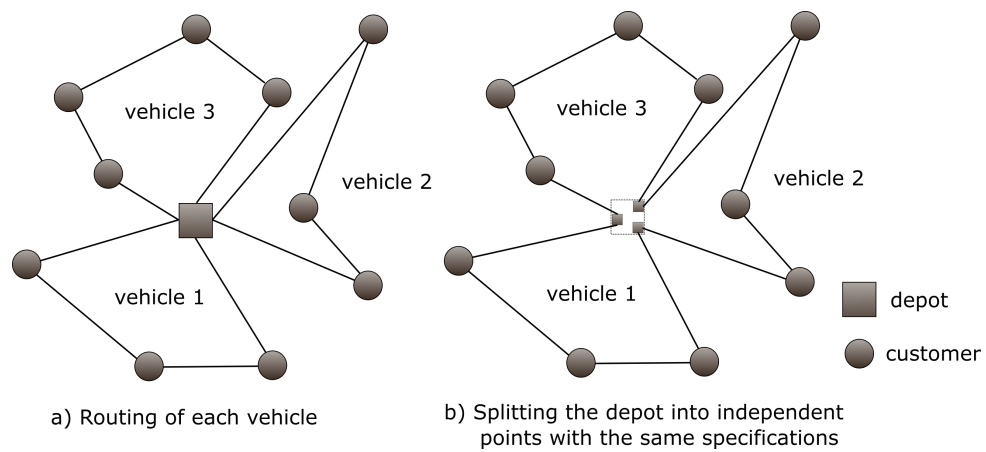 vehicle 3
vehicle 2
vehicle 1
a) Routing of each vehicle
vehicle 3
vehicle 2
vehicle 1
depot
customer
b) Splitting the depot into independent
points with the same specifications